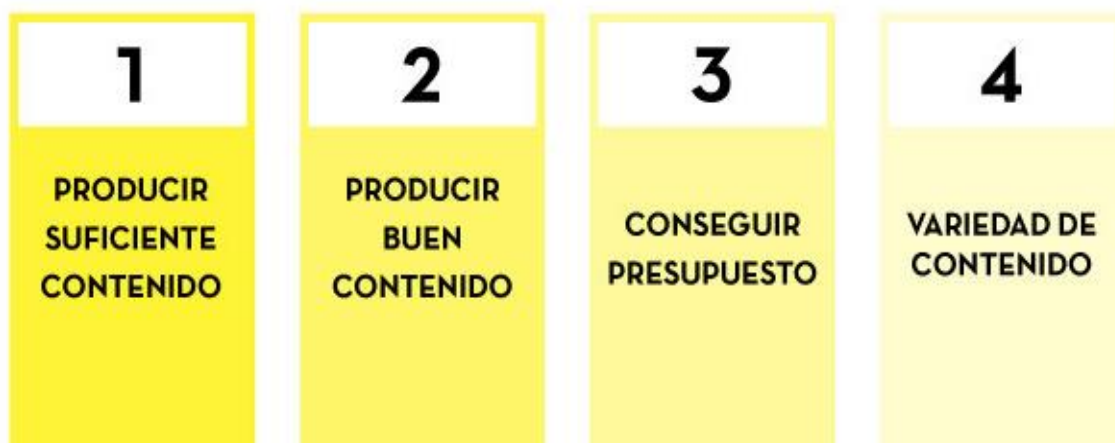 1
PRODUCIR
SUFICIENTE
CONTENIDO
2
PRODUCIR
BUEN
CONTENIDO
3
CONSEGUIR
PRESUPUESTO
4
VARIEDAD DE
CONTENIDO